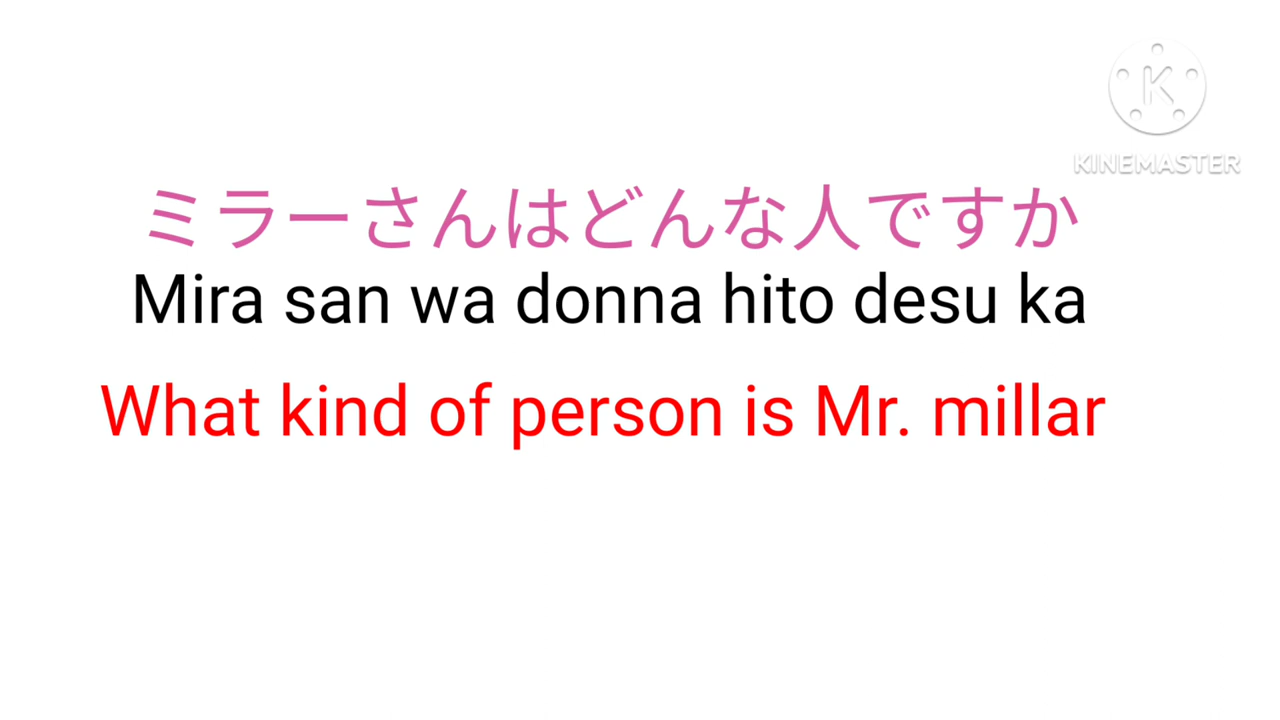 KINEMASTER
ミラーさんはどんな人ですか
Mira san wa donna hito desu ka
What kind of person is Mr. millar